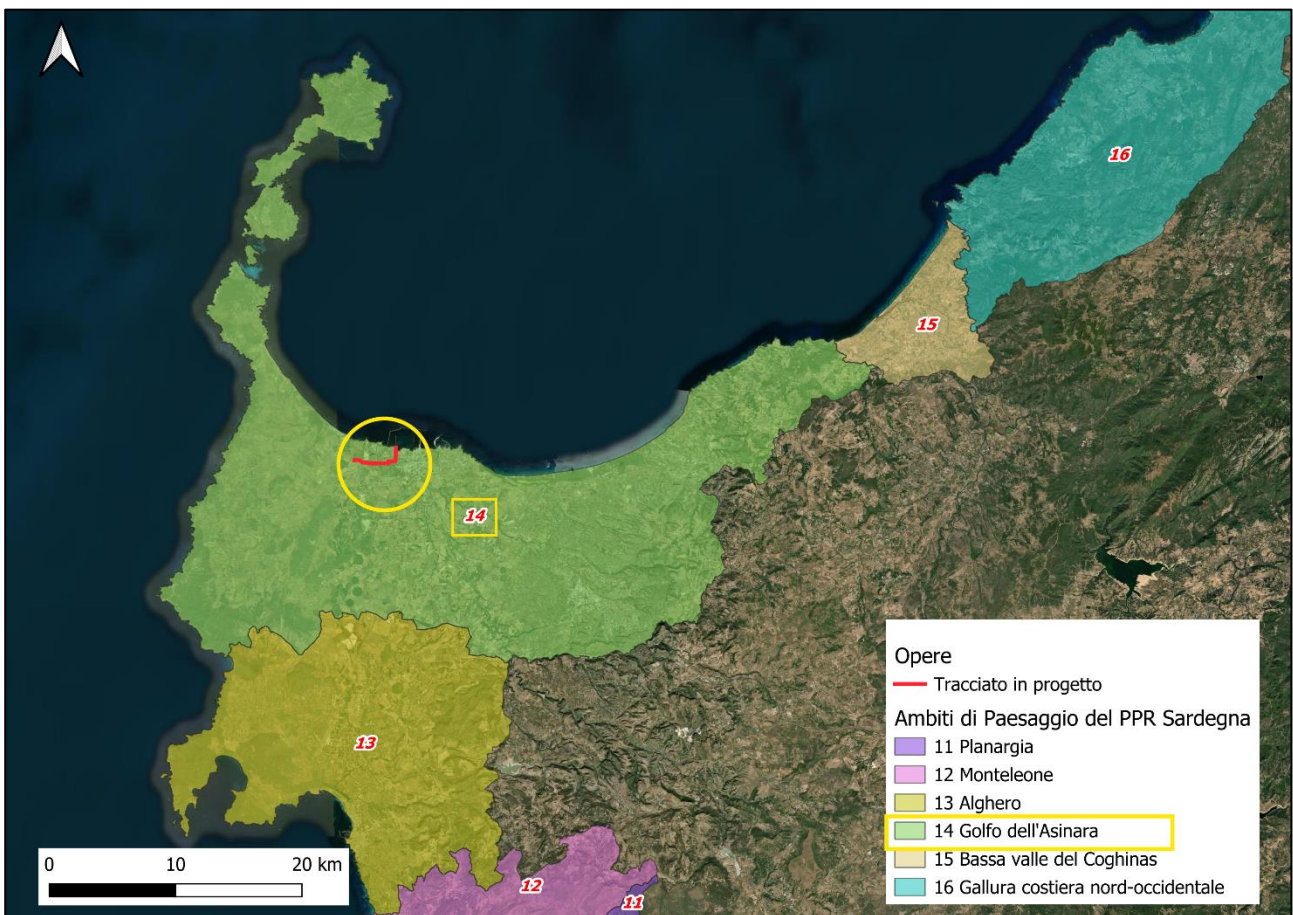 16
15
14
13
12
11
0 10 20 km
Opere
Tracciato in progetto
Ambiti di Paesaggio del PPR Sardegna
11 Planargia
12 Monteleone
13 Alghero
14 Golfo dell'Asinara
15 Bassa valle del Coghinas
16 Gallura costiera nord-occidentale